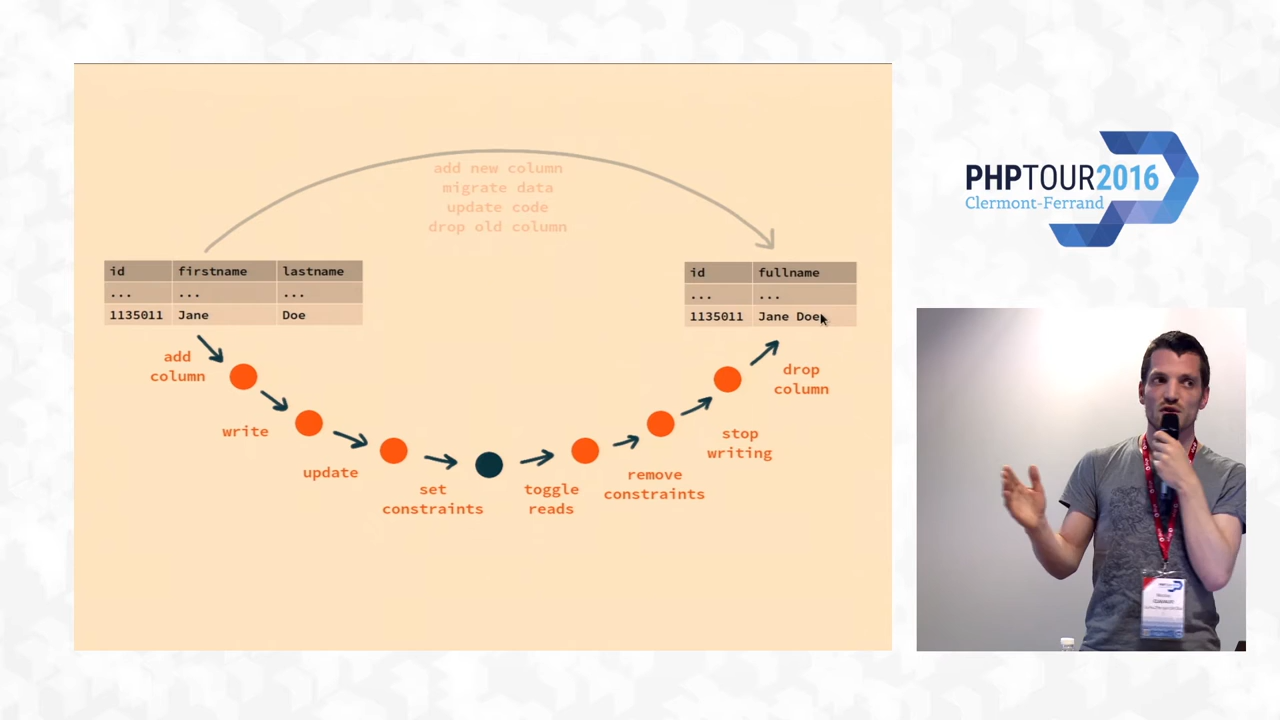 add new column
migrate data
update code
drop old column
id firstname lastname
... ... ...
1135011 Jane Doe
id fullname
... ...
1135011 Jane Doe
add
column
write
update
set
constraints
toggle
reads
remove
constraints
stop
writing
drop
column
PHPTOUR2016
Clermont-Ferrand